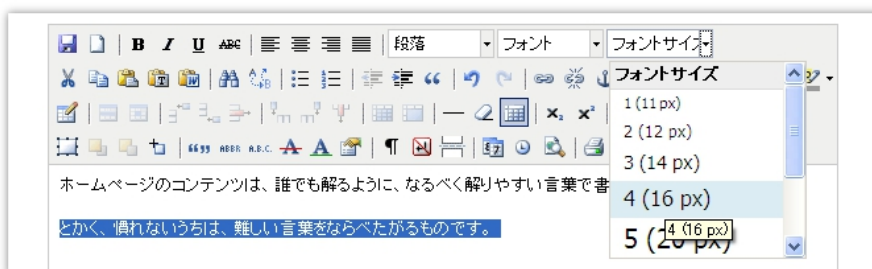 B I U ABC 段落 フォント フォントサイズ
フォントサイズ
1 (11 px)
2 (12 px)
3 (14 px)
4 (16 px)
4 (16 px)
5 (20 px)
ABBR A.B.C. A A
ホームページのコンテンツは、誰でも解るように、なるべく解りやすい言葉で書
とかく、慣れないうちは、難しい言葉をならべたがるものです。